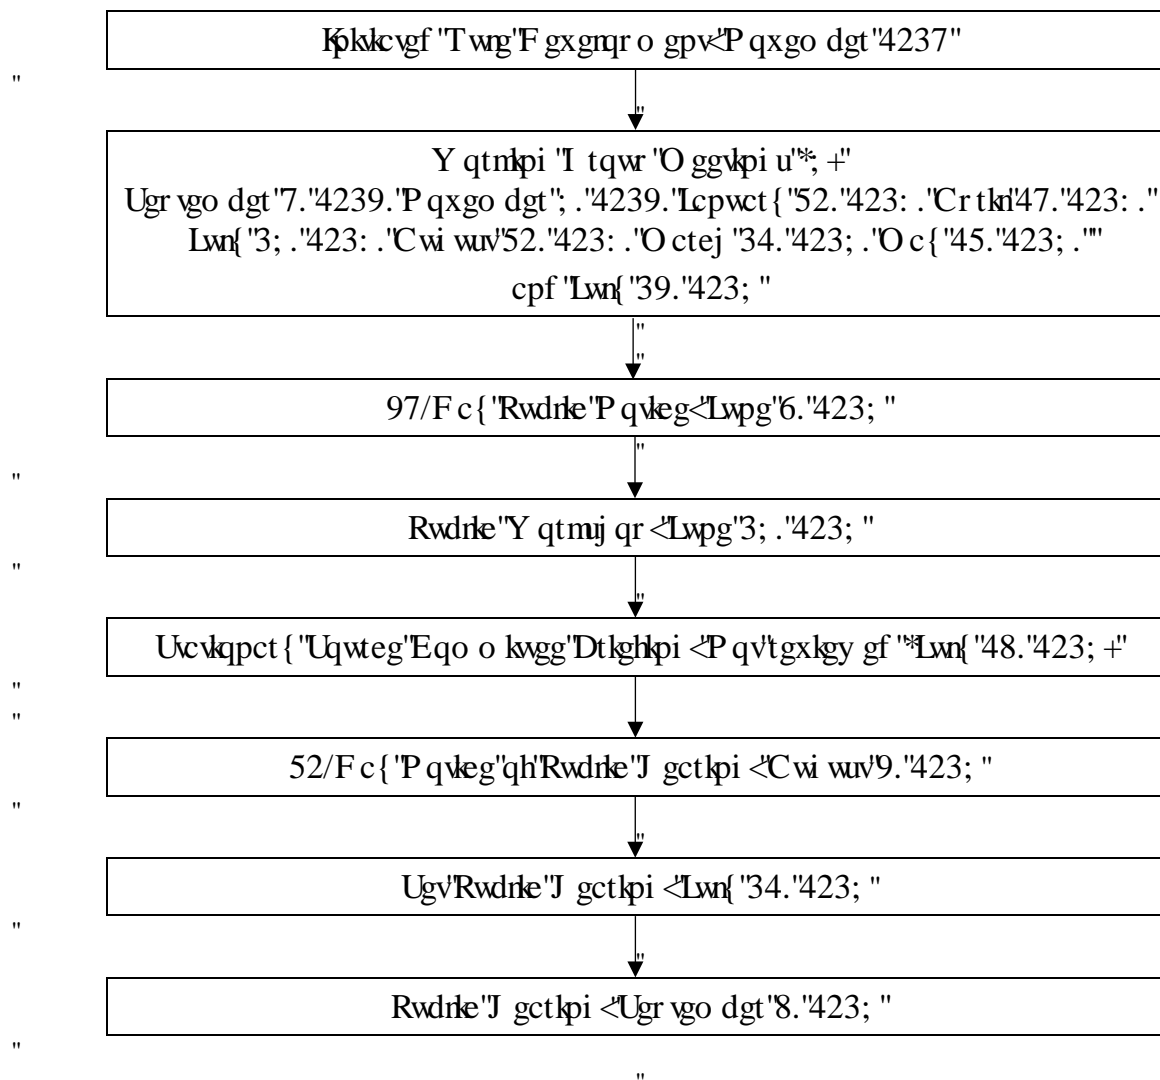 Kpkvkcvgf "Twng"F gxgnqr o gpv<"P qxgo dgt"4237"
Y qtmkpi "I tqwr "O ggvkpi u"*; +"
Ugr vgo dgt"7."4239."P qxgo dgt"; ."4239."Lcpwct{"52."423: ."Cr tkn"47."423: ."
Lwn{"3; ."423: ."Cwi wuv"52."423: ."O ctej "34."423; ."O c{"45."423; .""
cpf "Lwn{"39."423; "
97/F c{"Rwdnke"P qvkeg<"Lwpg"6."423; "
Rwdnke"Y qtmuj qr <"Lwpg"3; ."423; "
Uvcvkqpct{"Uqwteg"Eqo o kwgg"Dtkghkpi <"P qv"tgxkgy gf "*Lwn{"48."423; +"
52/F c{"P qvkeg"qh"Rwdnke"J gctkpi <"Cwi wuv"9."423; "
Ugv"Rwdnke"J gctkpi <"Lwn{"34."423; "
Rwdnke"J gctkpi <"Ugr vgo dgt"8."423; "